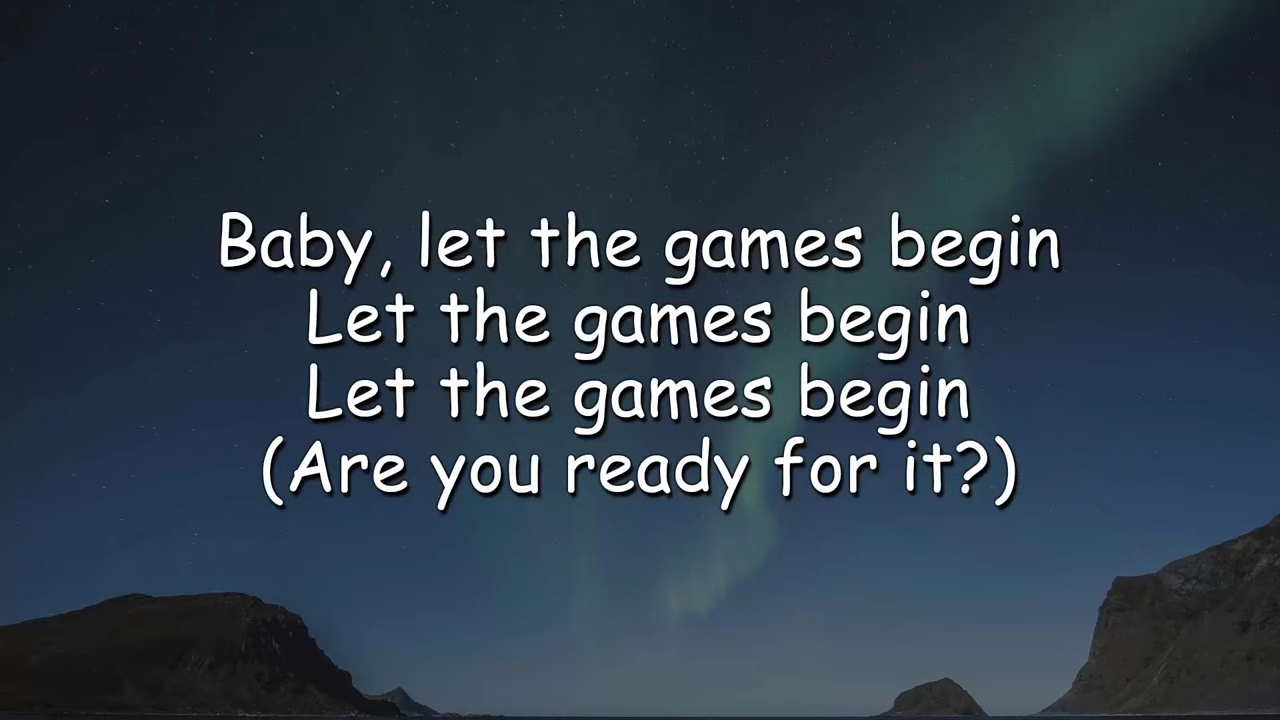 Baby, let the games begin
Let the games begin
Let the games begin
(Are you ready for it?)